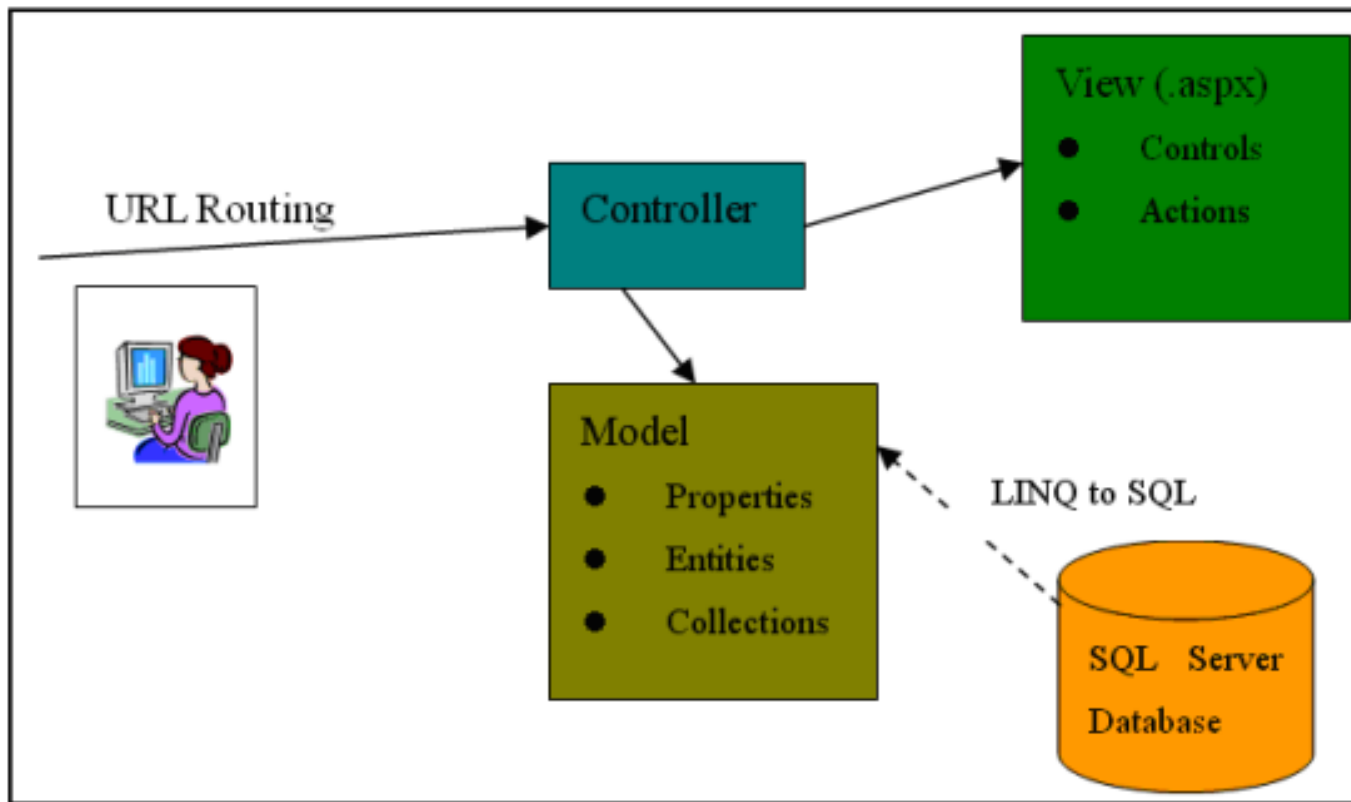 URL Routing
Controller
View (.aspx)
● Controls
● Actions
Model
● Properties
● Entities
● Collections
LINQ to SQL
SQL Server
Database